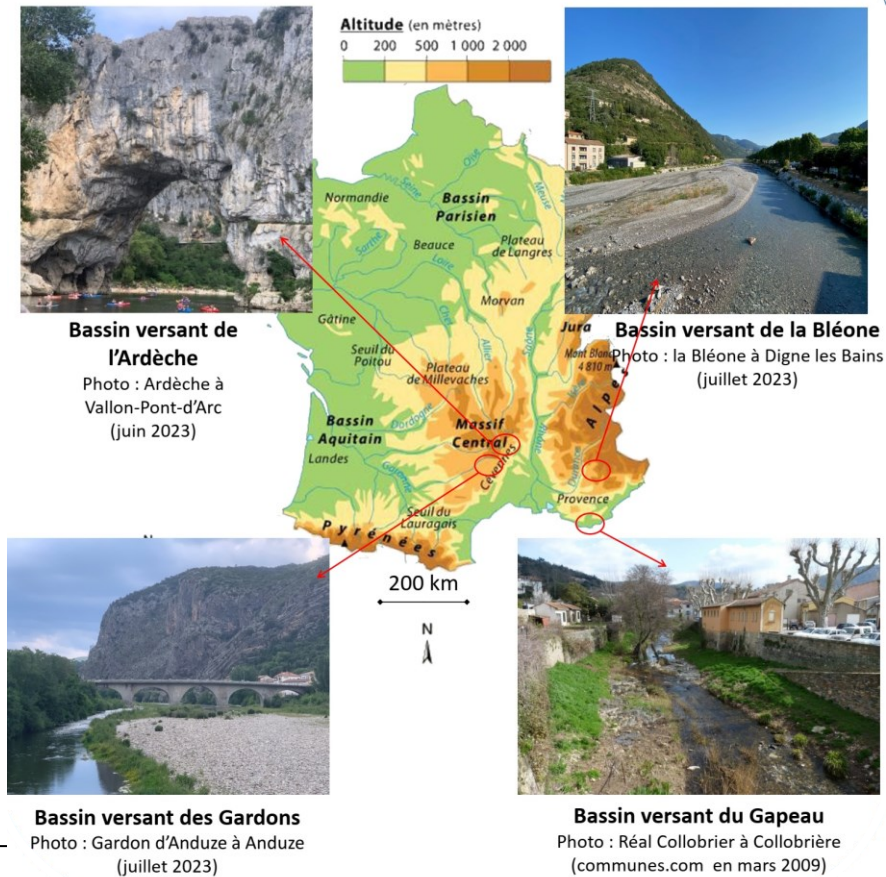 Altitude (en mètres)
0 200 500 1 000 2 000
Oise
Seine
Meuse
Normandie
Bassin
Parisien
Sarthe
Beauce
Plateau
de Langres
Loire
Morvan
Bassin versant de
l'Ardèche
Photo : Ardèche à
Vallon-Pont-d'Arc
(juin 2023)
Bassin versant de la Bléone
Photo : la Bléone à Digne les Bains
(juillet 2023)
Gâtine
Cher
Allier
Saône
Jura
Seuil du
Poitou
Mont Blanc
4 810 m
Plateau
de Millevaches
Isère
Alpes
Dordogne
Bassin
Aquitain
Massif
Central
Rhône
Landes
Cévennes
Durance
Garonne
Provence
Seuil du
Lauragais
Pyrénées
200 km
N
Bassin versant des Gardons
Photo : Gardon d'Anduze à Anduze
(juillet 2023)
Bassin versant du Gapeau
Photo : Réal Collobrier à Collobrière
(communes.com en mars 2009)